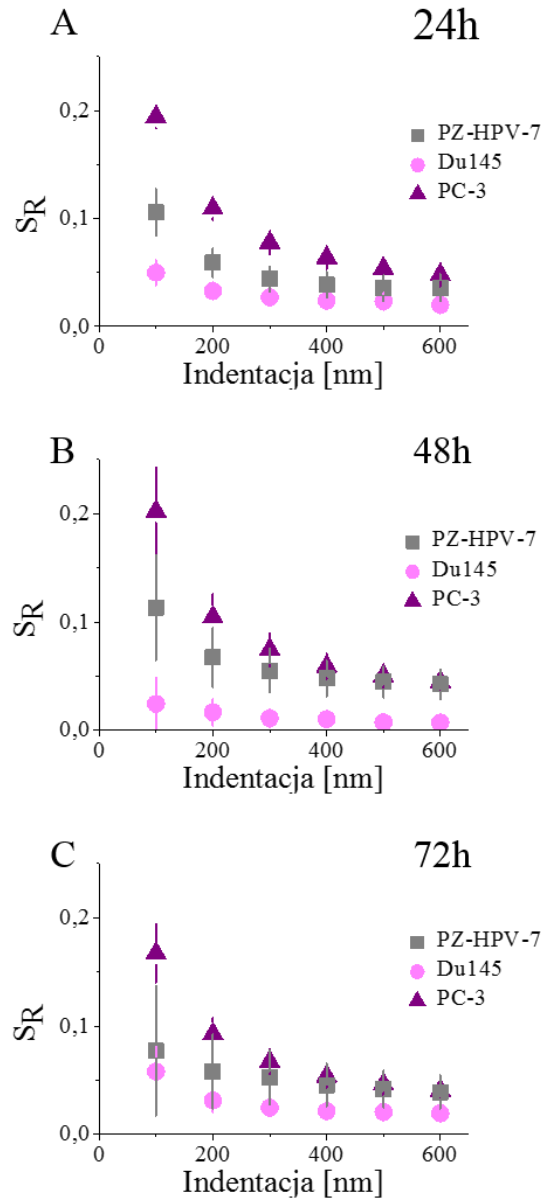 A
24h
0,2
0,1
0,0
S_R
PZ-HPV-7
Du145
PC-3
0 200 400 600
Indentacja [nm]
B
48h
0,2
0,1
0,0
S_R
PZ-HPV-7
Du145
PC-3
0 200 400 600
Indentacja [nm]
C
72h
0,2
0,1
0,0
S_R
PZ-HPV-7
Du145
PC-3
0 200 400 600
Indentacja [nm]